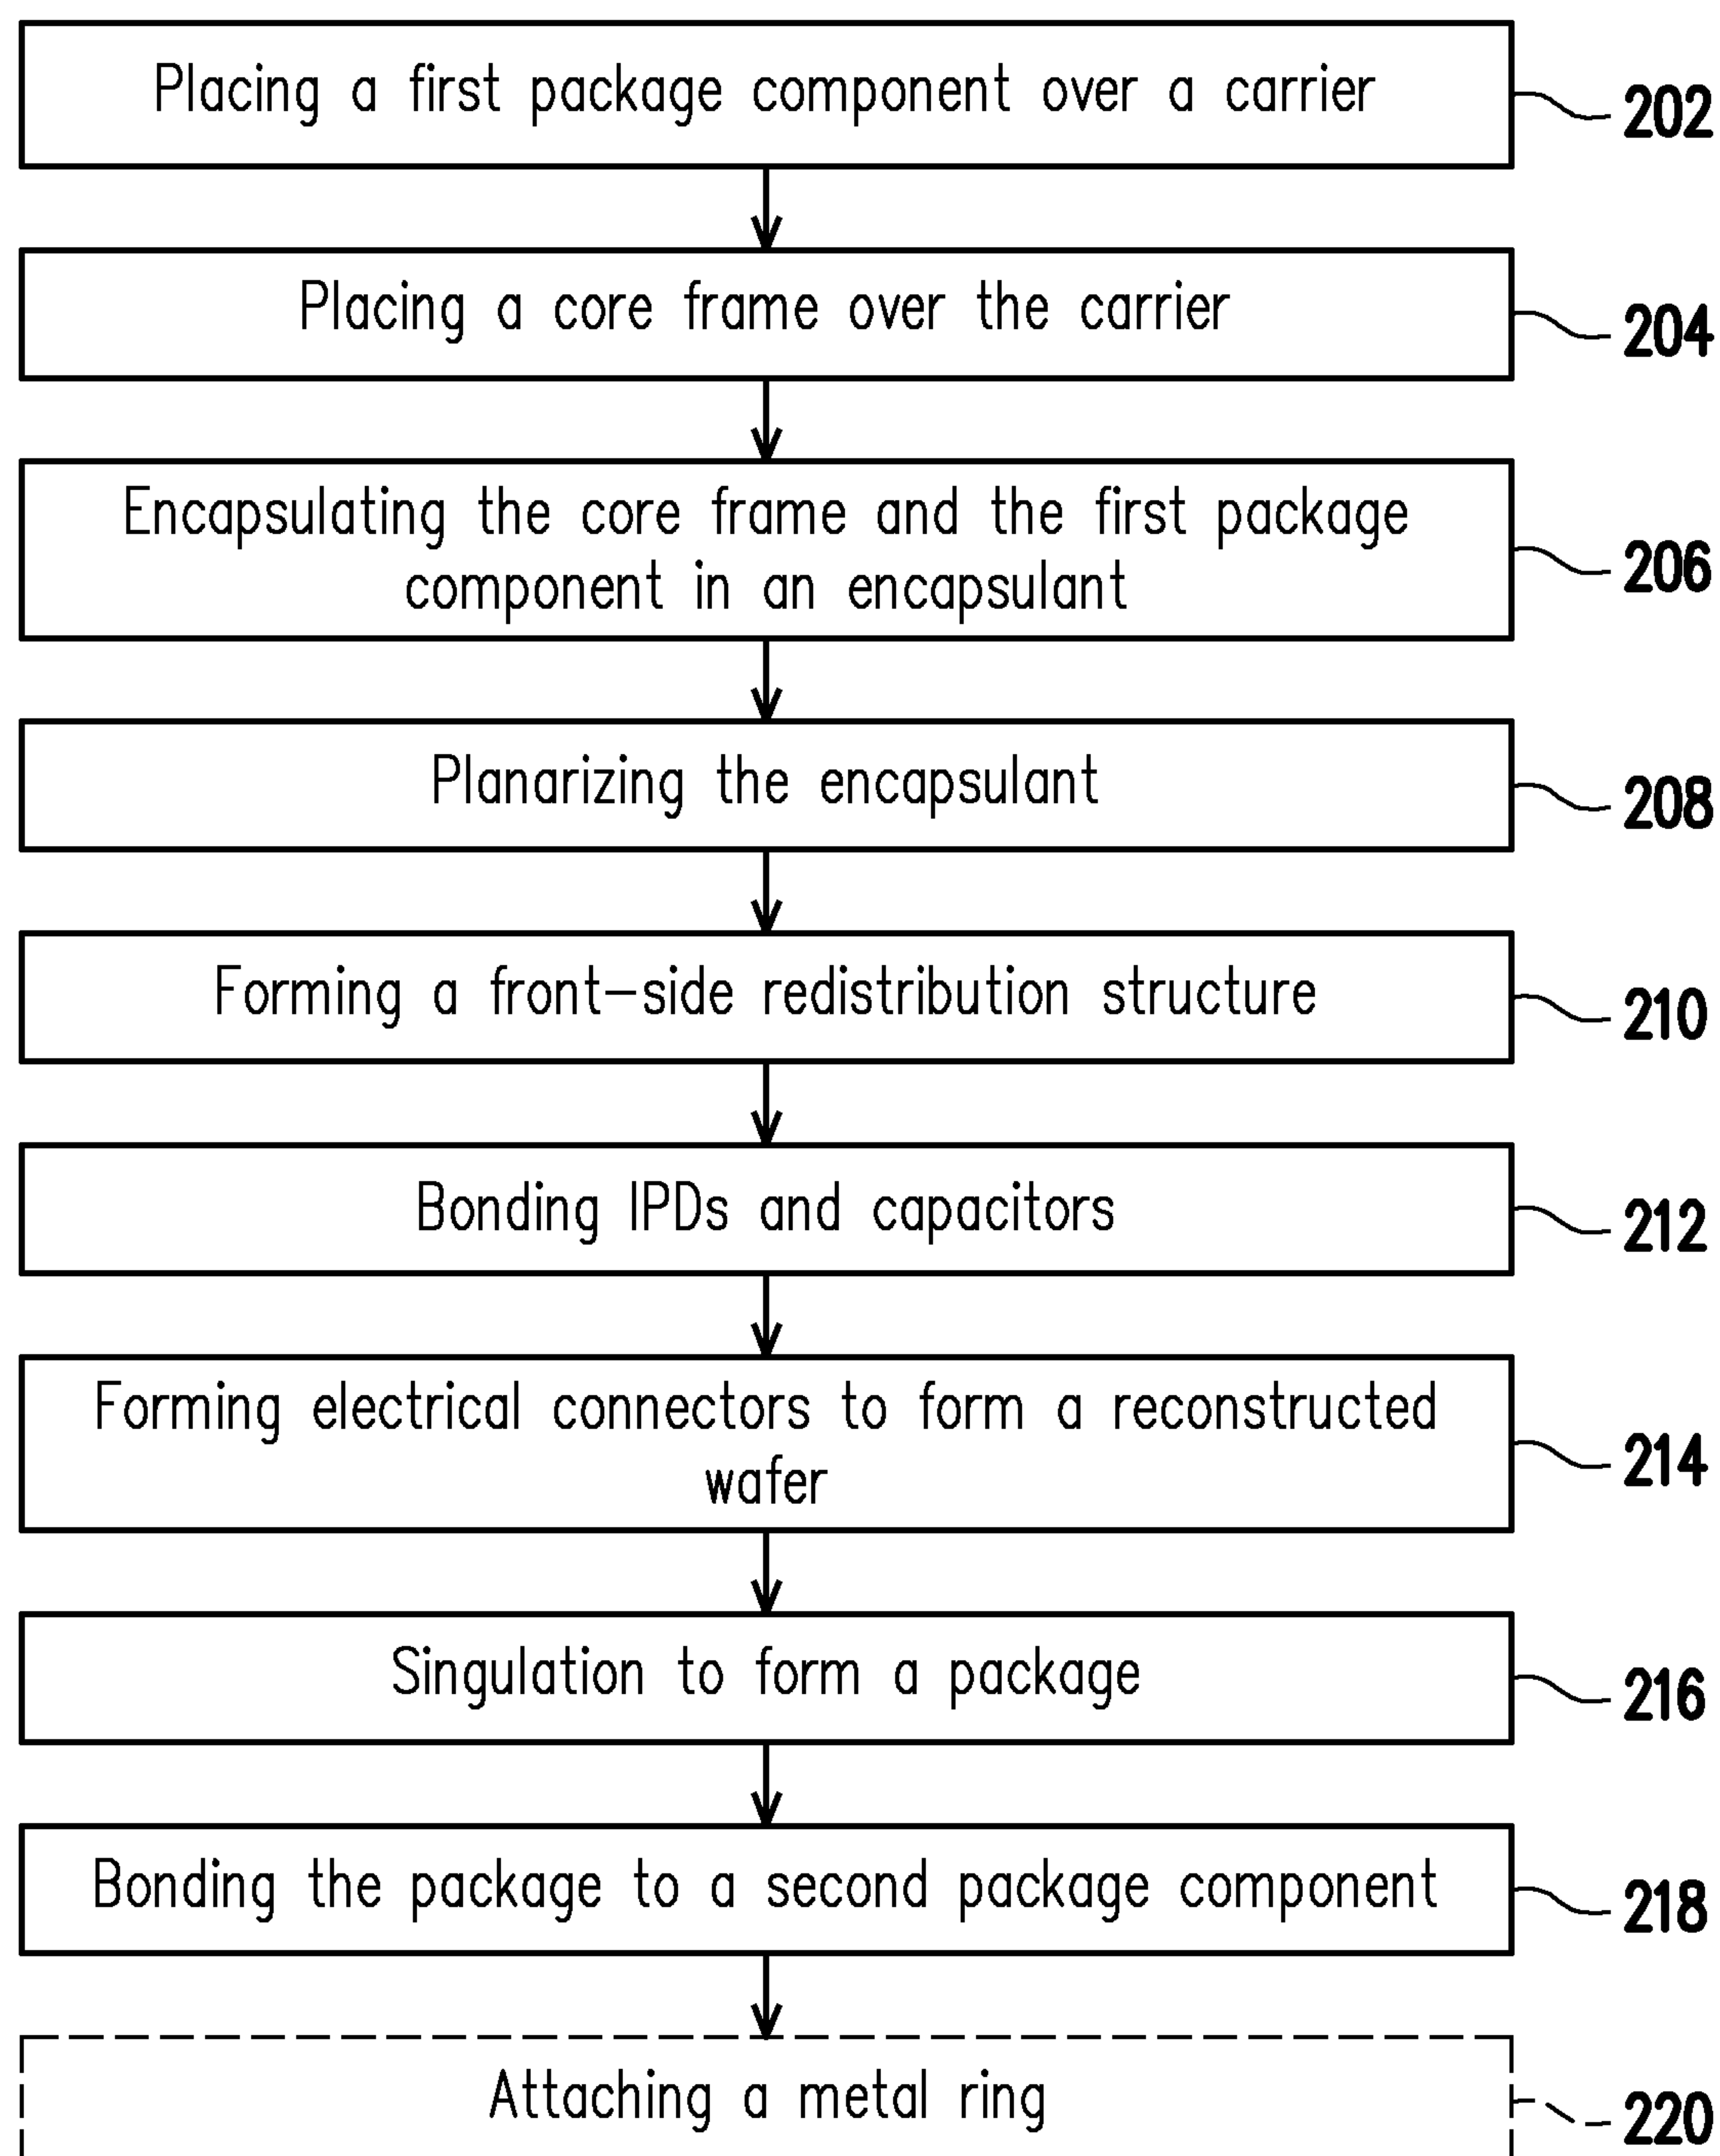 Placing a first package component over a carrier
202
Placing a core frame over the carrier
204
Encapsulating the core frame and the first package
component in an encapsulant
206
Planarizing the encapsulant
208
Forming a front-side redistribution structure
210
Bonding IPDs and capacitors
212
Forming electrical connectors to form a reconstructed
wafer
214
Singulation to form a package
216
Bonding the package to a second package component
218
Attaching a metal ring
220